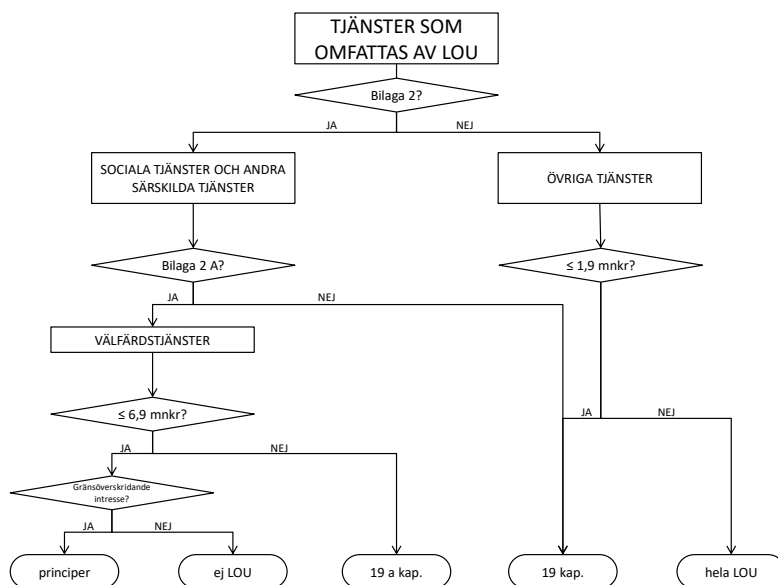 TJÄNSTER SOM
OMFATTAS AV LOU
Bilaga 2?
JA
NEJ
SOCIALA TJÄNSTER OCH ANDRA
SÄRSKILDA TJÄNSTER
ÖVRIGA TJÄNSTER
Bilaga 2 A?
≤ 1,9 mnkr?
JA
NEJ
VÄLFÄRDSTJÄNSTER
≤ 6,9 mnkr?
JA
NEJ
JA
NEJ
Gränsöverskridande
intresse?
JA
NEJ
principer
ej LOU
19 a kap.
19 kap.
hela LOU